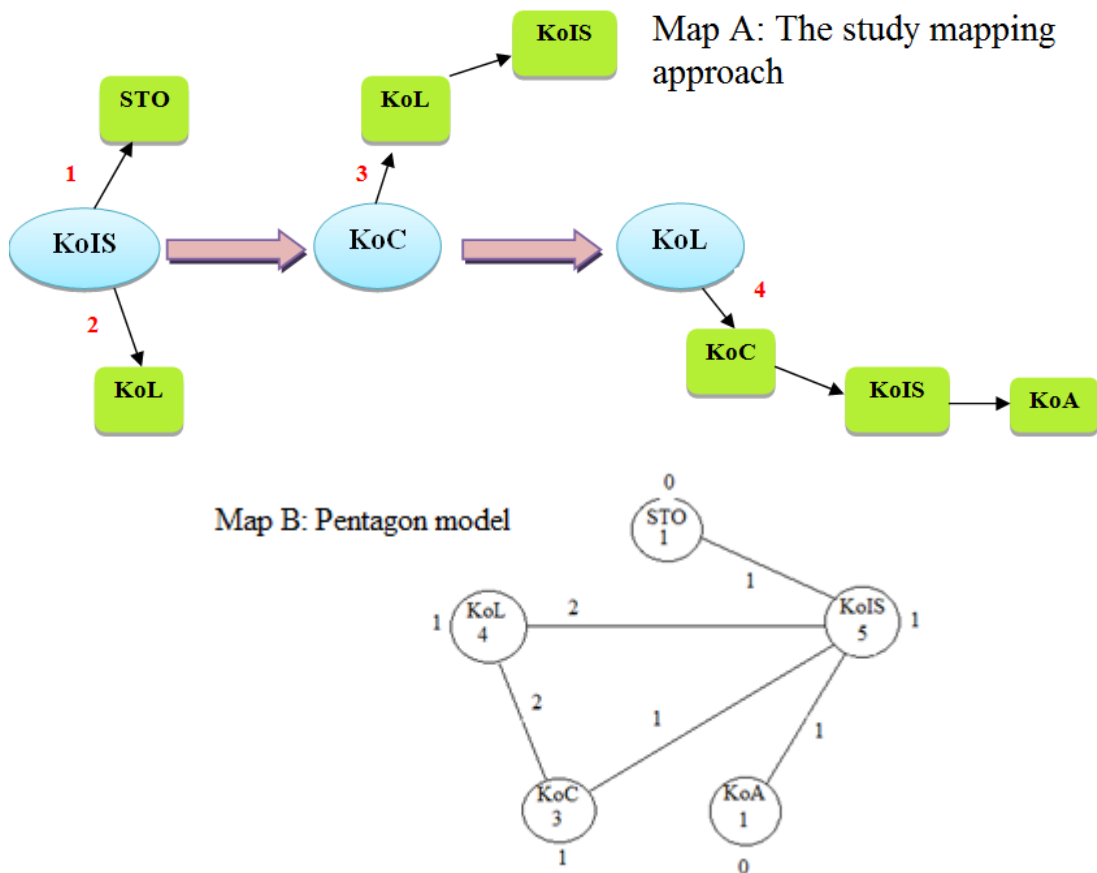 Map A: The study mapping
approach
KoIS
KoL
STO
1
3
KoIS
KoC
KoL
2
4
KoL
KoC
KoIS
KoA
Map B: Pentagon model
0
STO
1
1
KoL
4
1
2
KoIS
5
1
2
1
1
KoC
3
1
KoA
1
0